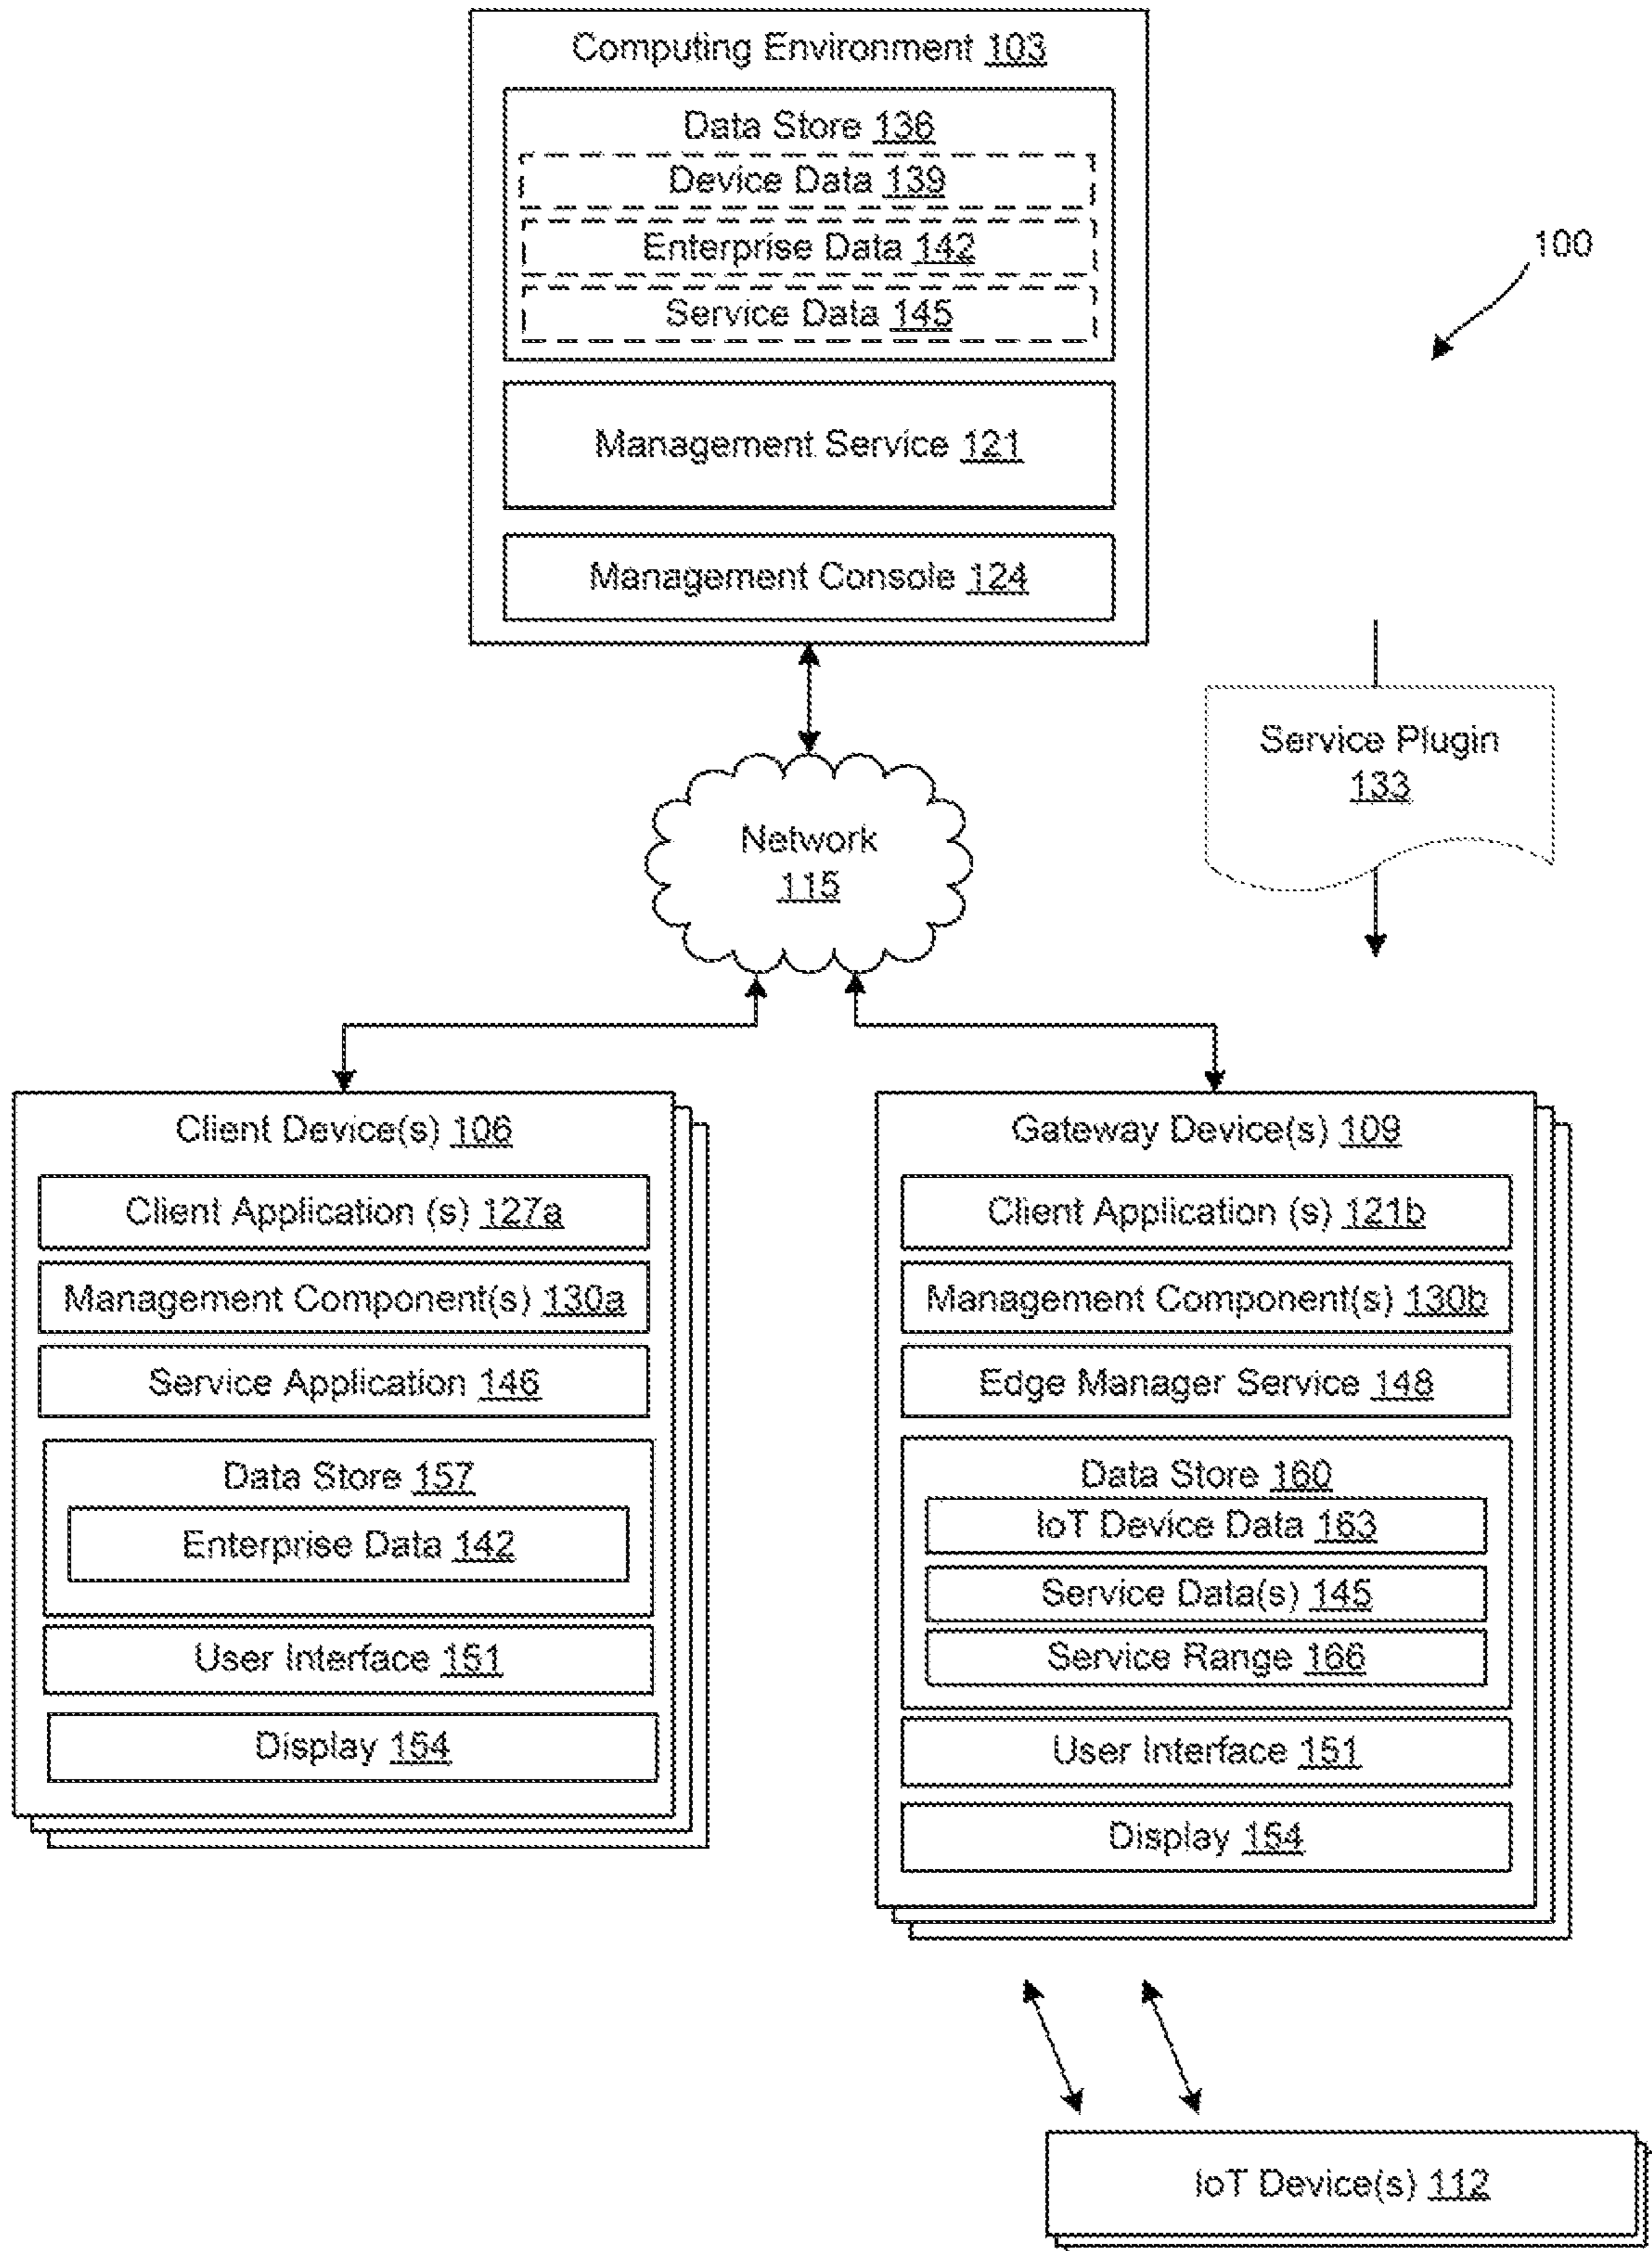 Computing Environment 103
Data Store 136
Device Data 139
Enterprise Data 142
Service Data 145
100
Management Service 121
Management Console 124
Service Plugin
133
Network
115
Client Device(s) 106
Client Application (s) 127a
Management Component(s) 130a
Service Application 146
Data Store 157
Enterprise Data 142
User Interface 151
Display 154
Gateway Device(s) 109
Client Application (s) 121b
Management Component(s) 130b
Edge Manager Service 148
Data Store 160
IoT Device Data 163
Service Data(s) 145
Service Range 166
User Interface 151
Display 154
IoT Device(s) 112